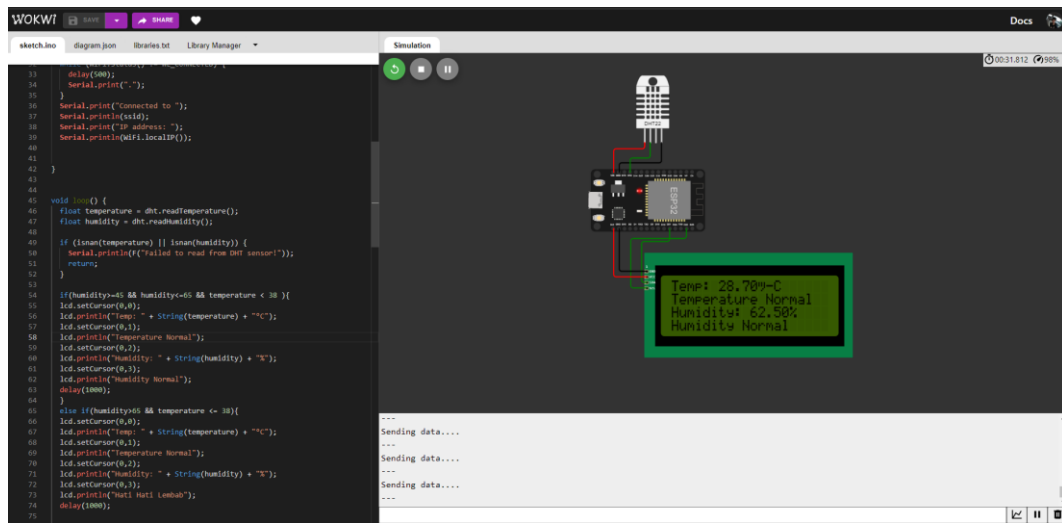 WOKWI SAVE SHARE Docs
sketch.ino diagram.json libraries.txt Library Manager
Simulation
00:31.812 98%
33 delay(500);
34 Serial.print(".");
35 }
36 Serial.print("Connected to ");
37 Serial.println(ssid);
38 Serial.print("IP address: ");
39 Serial.println(WiFi.localIP());
40
41
42 }
43
44
45 void loop() {
46 float temperature = dht.readTemperature();
47 float humidity = dht.readHumidity();
48
49 if (isnan(temperature) || isnan(humidity)) {
50 Serial.println(F("Failed to read from DHT sensor!"));
51 return;
52 }
53
54 if(humidity>=45 && humidity<=65 && temperature < 38 ){
55 lcd.setCursor(0,0);
56 lcd.println("Temp: " + String(temperature) + "°C");
57 lcd.setCursor(0,1);
58 lcd.println("Temperature Normal");
59 lcd.setCursor(0,2);
60 lcd.println("Humidity: " + String(humidity) + "%");
61 lcd.setCursor(0,3);
62 lcd.println("Humidity Normal");
63 delay(1000);
64 }
65 else if(humidity>65 && temperature <= 38){
66 lcd.setCursor(0,0);
67 lcd.println("Temp: " + String(temperature) + "°C");
68 lcd.setCursor(0,1);
69 lcd.println("Temperature Normal");
70 lcd.setCursor(0,2);
71 lcd.println("Humidity: " + String(humidity) + "%");
72 lcd.setCursor(0,3);
73 lcd.println("Hati Hati Lembab");
74 delay(1000);
75
DHT22
ESP32
Temp: 28.70ツ-C
Temperature Normal
Humidity: 62.50%
Humidity Normal
---
Sending data....
---
Sending data....
---
Sending data....
---